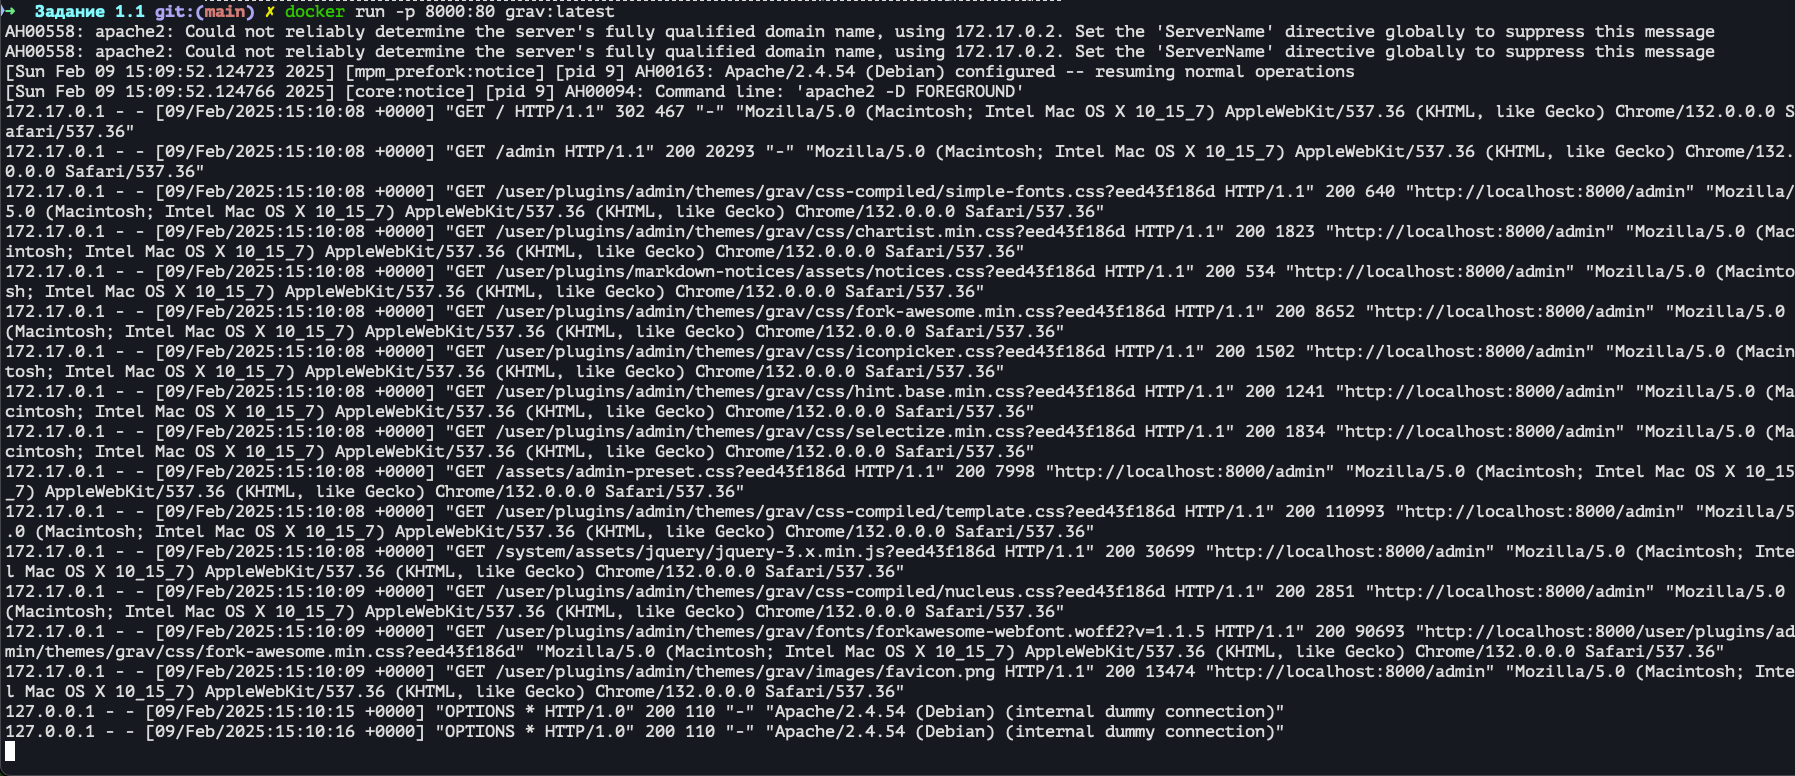 ➜  Задание 1.1 git:(main) ✗ docker run -p 8000:80 grav:latest
AH00558: apache2: Could not reliably determine the server's fully qualified domain name, using 172.17.0.2. Set the 'ServerName' directive globally to suppress this message
AH00558: apache2: Could not reliably determine the server's fully qualified domain name, using 172.17.0.2. Set the 'ServerName' directive globally to suppress this message
[Sun Feb 09 15:09:52.124723 2025] [mpm_prefork:notice] [pid 9] AH00163: Apache/2.4.54 (Debian) configured -- resuming normal operations
[Sun Feb 09 15:09:52.124766 2025] [core:notice] [pid 9] AH00094: Command line: 'apache2 -D FOREGROUND'
172.17.0.1 - - [09/Feb/2025:15:10:08 +0000] "GET / HTTP/1.1" 302 467 "-" "Mozilla/5.0 (Macintosh; Intel Mac OS X 10_15_7) AppleWebKit/537.36 (KHTML, like Gecko) Chrome/132.0.0.0 S
afari/537.36"
172.17.0.1 - - [09/Feb/2025:15:10:08 +0000] "GET /admin HTTP/1.1" 200 20293 "-" "Mozilla/5.0 (Macintosh; Intel Mac OS X 10_15_7) AppleWebKit/537.36 (KHTML, like Gecko) Chrome/132.
0.0.0 Safari/537.36"
172.17.0.1 - - [09/Feb/2025:15:10:08 +0000] "GET /user/plugins/admin/themes/grav/css-compiled/simple-fonts.css?eed43f186d HTTP/1.1" 200 640 "http://localhost:8000/admin" "Mozilla/
5.0 (Macintosh; Intel Mac OS X 10_15_7) AppleWebKit/537.36 (KHTML, like Gecko) Chrome/132.0.0.0 Safari/537.36"
172.17.0.1 - - [09/Feb/2025:15:10:08 +0000] "GET /user/plugins/admin/themes/grav/css/chartist.min.css?eed43f186d HTTP/1.1" 200 1823 "http://localhost:8000/admin" "Mozilla/5.0 (Mac
intosh; Intel Mac OS X 10_15_7) AppleWebKit/537.36 (KHTML, like Gecko) Chrome/132.0.0.0 Safari/537.36"
172.17.0.1 - - [09/Feb/2025:15:10:08 +0000] "GET /user/plugins/markdown-notices/assets/notices.css?eed43f186d HTTP/1.1" 200 534 "http://localhost:8000/admin" "Mozilla/5.0 (Macinto
sh; Intel Mac OS X 10_15_7) AppleWebKit/537.36 (KHTML, like Gecko) Chrome/132.0.0.0 Safari/537.36"
172.17.0.1 - - [09/Feb/2025:15:10:08 +0000] "GET /user/plugins/admin/themes/grav/css/fork-awesome.min.css?eed43f186d HTTP/1.1" 200 8652 "http://localhost:8000/admin" "Mozilla/5.0
(Macintosh; Intel Mac OS X 10_15_7) AppleWebKit/537.36 (KHTML, like Gecko) Chrome/132.0.0.0 Safari/537.36"
172.17.0.1 - - [09/Feb/2025:15:10:08 +0000] "GET /user/plugins/admin/themes/grav/css/iconpicker.css?eed43f186d HTTP/1.1" 200 1502 "http://localhost:8000/admin" "Mozilla/5.0 (Macin
tosh; Intel Mac OS X 10_15_7) AppleWebKit/537.36 (KHTML, like Gecko) Chrome/132.0.0.0 Safari/537.36"
172.17.0.1 - - [09/Feb/2025:15:10:08 +0000] "GET /user/plugins/admin/themes/grav/css/hint.base.min.css?eed43f186d HTTP/1.1" 200 1241 "http://localhost:8000/admin" "Mozilla/5.0 (Ma
cintosh; Intel Mac OS X 10_15_7) AppleWebKit/537.36 (KHTML, like Gecko) Chrome/132.0.0.0 Safari/537.36"
172.17.0.1 - - [09/Feb/2025:15:10:08 +0000] "GET /user/plugins/admin/themes/grav/css/selectize.min.css?eed43f186d HTTP/1.1" 200 1834 "http://localhost:8000/admin" "Mozilla/5.0 (Ma
cintosh; Intel Mac OS X 10_15_7) AppleWebKit/537.36 (KHTML, like Gecko) Chrome/132.0.0.0 Safari/537.36"
172.17.0.1 - - [09/Feb/2025:15:10:08 +0000] "GET /assets/admin-preset.css?eed43f186d HTTP/1.1" 200 7998 "http://localhost:8000/admin" "Mozilla/5.0 (Macintosh; Intel Mac OS X 10_15
_7) AppleWebKit/537.36 (KHTML, like Gecko) Chrome/132.0.0.0 Safari/537.36"
172.17.0.1 - - [09/Feb/2025:15:10:08 +0000] "GET /user/plugins/admin/themes/grav/css-compiled/template.css?eed43f186d HTTP/1.1" 200 110993 "http://localhost:8000/admin" "Mozilla/5
.0 (Macintosh; Intel Mac OS X 10_15_7) AppleWebKit/537.36 (KHTML, like Gecko) Chrome/132.0.0.0 Safari/537.36"
172.17.0.1 - - [09/Feb/2025:15:10:08 +0000] "GET /system/assets/jquery/jquery-3.x.min.js?eed43f186d HTTP/1.1" 200 30699 "http://localhost:8000/admin" "Mozilla/5.0 (Macintosh; Inte
l Mac OS X 10_15_7) AppleWebKit/537.36 (KHTML, like Gecko) Chrome/132.0.0.0 Safari/537.36"
172.17.0.1 - - [09/Feb/2025:15:10:09 +0000] "GET /user/plugins/admin/themes/grav/css-compiled/nucleus.css?eed43f186d HTTP/1.1" 200 2851 "http://localhost:8000/admin" "Mozilla/5.0
(Macintosh; Intel Mac OS X 10_15_7) AppleWebKit/537.36 (KHTML, like Gecko) Chrome/132.0.0.0 Safari/537.36"
172.17.0.1 - - [09/Feb/2025:15:10:09 +0000] "GET /user/plugins/admin/themes/grav/fonts/forkawesome-webfont.woff2?v=1.1.5 HTTP/1.1" 200 90693 "http://localhost:8000/user/plugins/ad
min/themes/grav/css/fork-awesome.min.css?eed43f186d" "Mozilla/5.0 (Macintosh; Intel Mac OS X 10_15_7) AppleWebKit/537.36 (KHTML, like Gecko) Chrome/132.0.0.0 Safari/537.36"
172.17.0.1 - - [09/Feb/2025:15:10:09 +0000] "GET /user/plugins/admin/themes/grav/images/favicon.png HTTP/1.1" 200 13474 "http://localhost:8000/admin" "Mozilla/5.0 (Macintosh; Inte
l Mac OS X 10_15_7) AppleWebKit/537.36 (KHTML, like Gecko) Chrome/132.0.0.0 Safari/537.36"
127.0.0.1 - - [09/Feb/2025:15:10:15 +0000] "OPTIONS * HTTP/1.0" 200 110 "-" "Apache/2.4.54 (Debian) (internal dummy connection)"
127.0.0.1 - - [09/Feb/2025:15:10:16 +0000] "OPTIONS * HTTP/1.0" 200 110 "-" "Apache/2.4.54 (Debian) (internal dummy connection)"